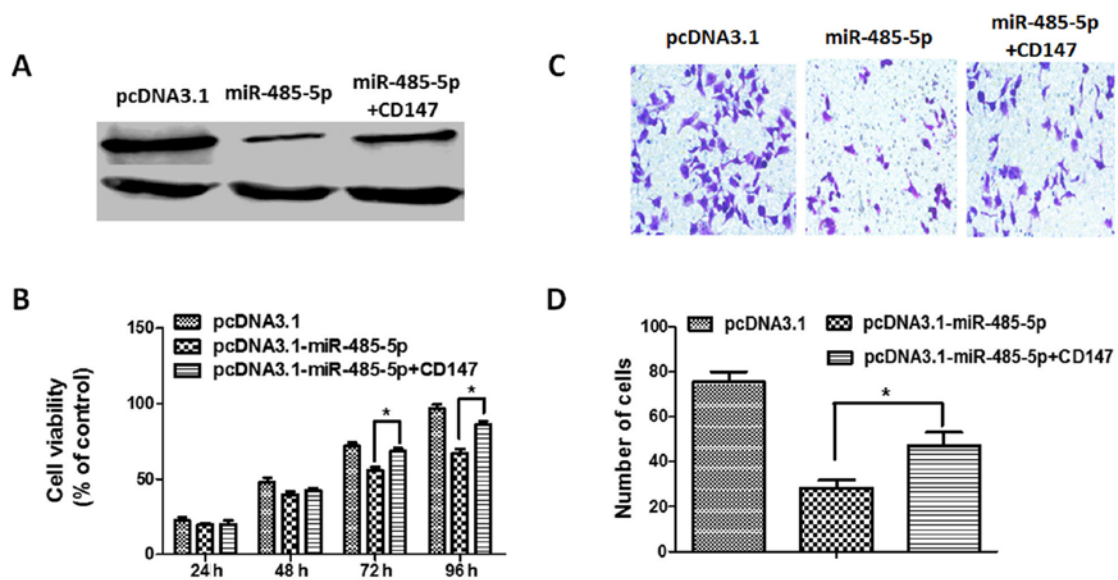 A
pcDNA3.1
miR-485-5p
miR-485-5p
+CD147
B
pcDNA3.1
pcDNA3.1-miR-485-5p
pcDNA3.1-miR-485-5p+CD147
Cell viability
(% of control)
150
100
50
0
*
*
24 h
48 h
72 h
96 h
C
pcDNA3.1
miR-485-5p
miR-485-5p
+CD147
D
pcDNA3.1
pcDNA3.1-miR-485-5p
pcDNA3.1-miR-485-5p+CD147
Number of cells
100
80
60
40
20
0
*